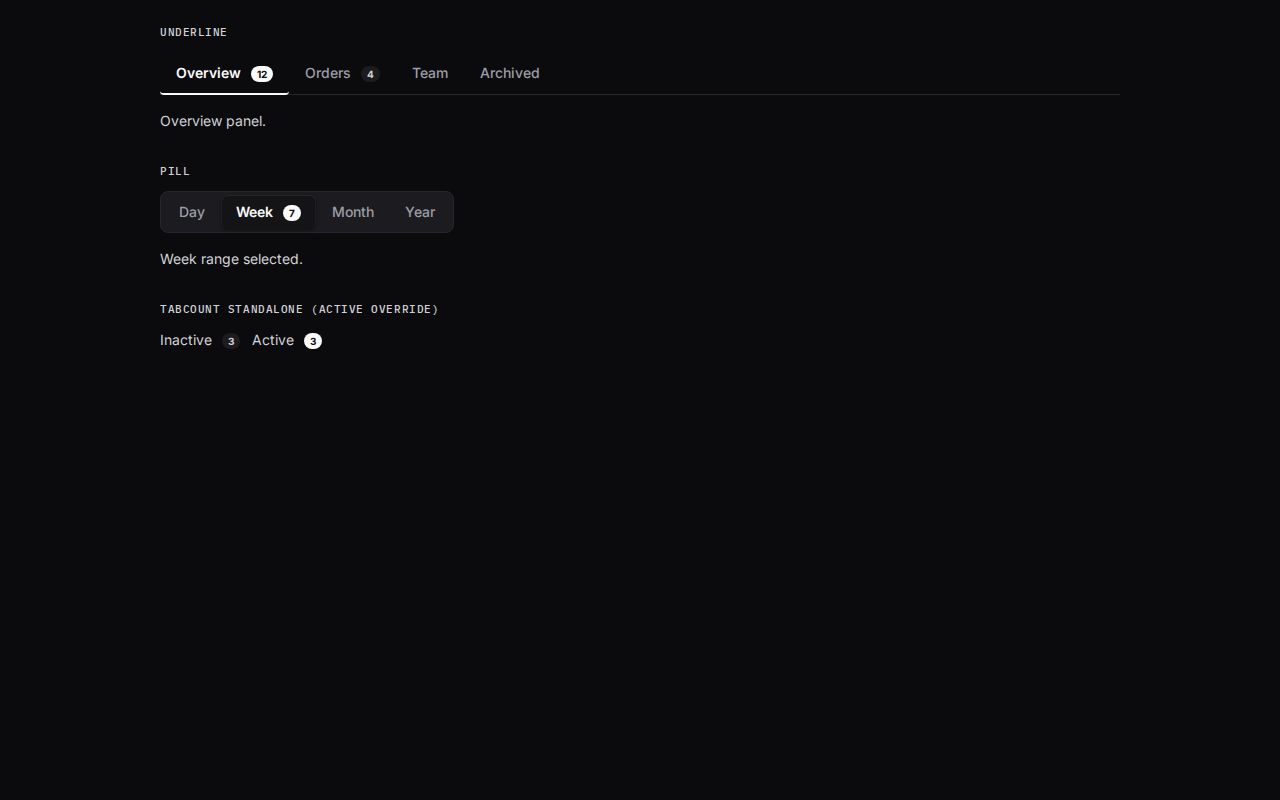 UNDERLINE
Overview 12 Orders 4 Team Archived
Overview panel.
PILL
Day Week 7 Month Year
Week range selected.
TABCOUNT STANDALONE (ACTIVE OVERRIDE)
Inactive 3 Active 3